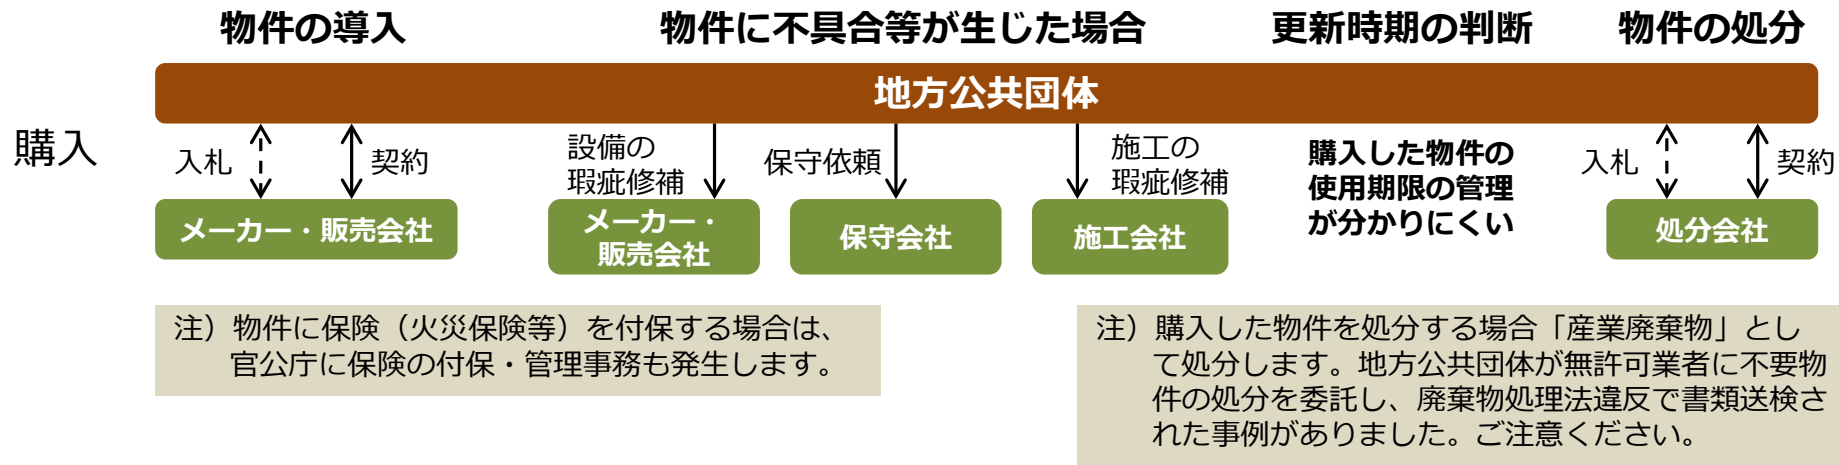 物件の導入
物件に不具合等が生じた場合
更新時期の判断
物件の処分
購入
地方公共団体
入札
契約
設備の
瑕疵修補
保守依頼
施工の
瑕疵修補
購入した物件の
使用期限の管理
が分かりにくい
入札
契約
メーカー・販売会社
メーカー・
販売会社
保守会社
施工会社
処分会社
注）物件に保険（火災保険等）を付保する場合は、
官公庁に保険の付保・管理事務も発生します。
注）購入した物件を処分する場合「産業廃棄物」とし
て処分します。地方公共団体が無許可業者に不要物
件の処分を委託し、廃棄物処理法違反で書類送検さ
れた事例がありました。ご注意ください。